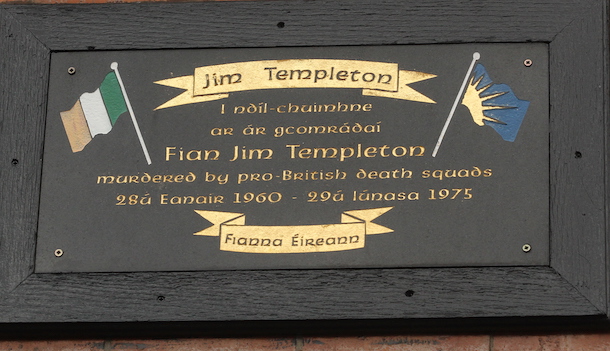 Jim Templeton
I ndíl-chuimhne
ar ár gcomrádaí
Fian Jim Templeton
murdered by pro-British death squads
28ú Eanair 1960 - 29ú lúnasa 1975
Fianna Éireann